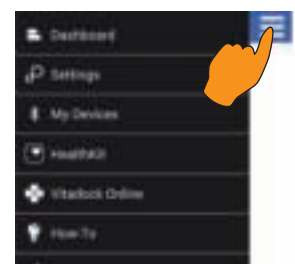 Dashboard
Settings
My Devices
HealthKit
Vitadock Online
How-To